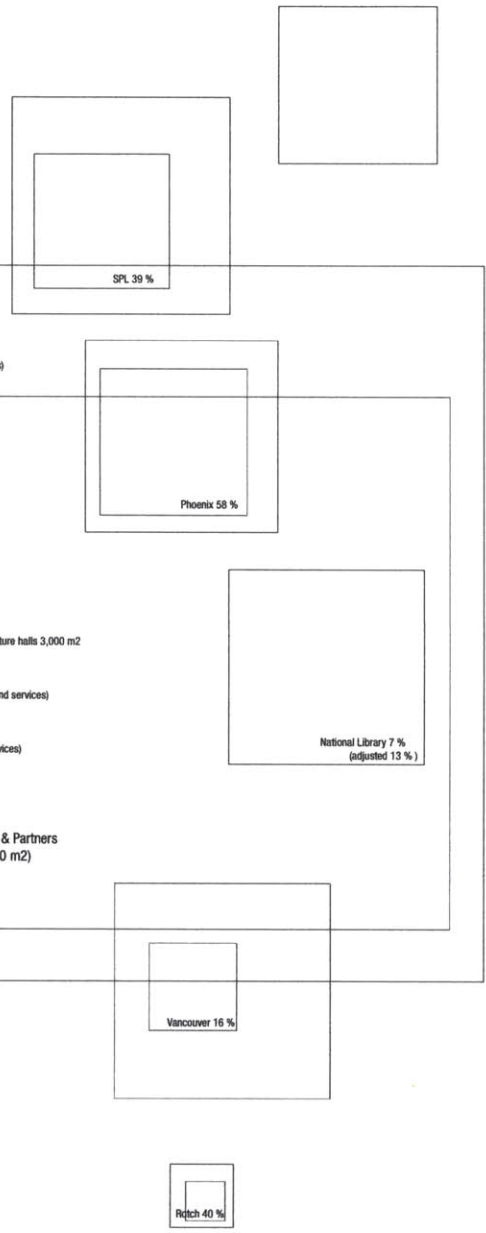 SPL 39 %
s)
Phoenix 58 %
ture halls 3,000 m2
nd services)
National Library 7 %
(adjusted 13 % )
vices)
& Partners
0 m2)
Vancouver 16 %
Rotch 40 %